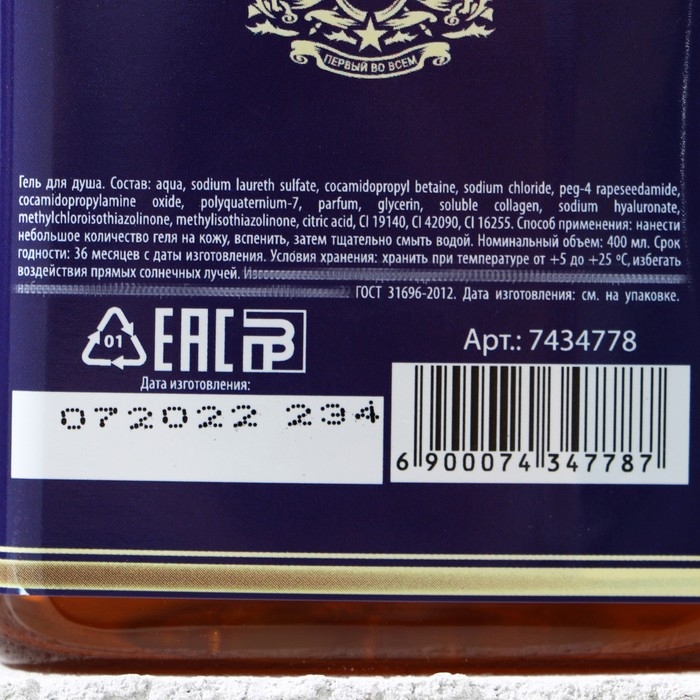 ПЕРВЫЙ ВО ВСЕМ
Гель для душа. Состав: aqua, sodium laureth sulfate, cocamidopropyl betaine, sodium chloride, peg-4 rapeseedamide,
cocamidopropylamine oxide, polyquaternium-7, parfum, glycerin, soluble collagen, sodium hyaluronate,
methylchloroisothiazolinone, methylisothiazolinone, citric acid, CI 19140, CI 42090, CI 16255. Способ применения: нанести
небольшое количество геля на кожу, вспенить, затем тщательно смыть водой. Номинальный объем: 400 мл. Срок
годности: 36 месяцев с даты изготовления. Условия хранения: хранить при температуре от +5 до +25 °С, избегать
воздействия прямых солнечных лучей.
ГОСТ 31696-2012. Дата изготовления: см. на упаковке.
01 EAC PP
Арт.: 7434778
Дата изготовления:
072022 234
6 900074 347787